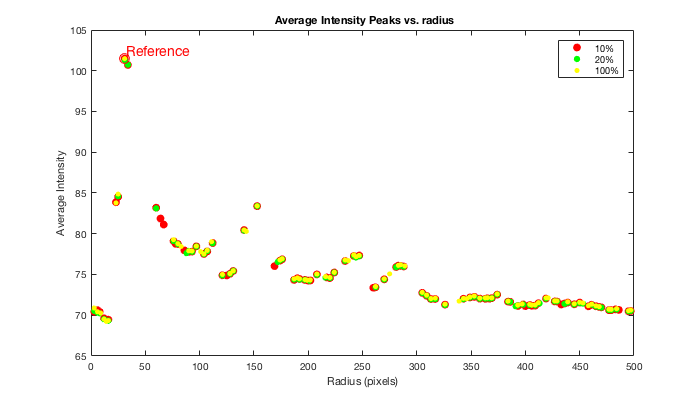 Average Intensity Peaks vs. radius
105
100
95
90
85
80
75
70
65
Average Intensity
Reference
10%
20%
100%
0 50 100 150 200 250 300 350 400 450 500
Radius (pixels)